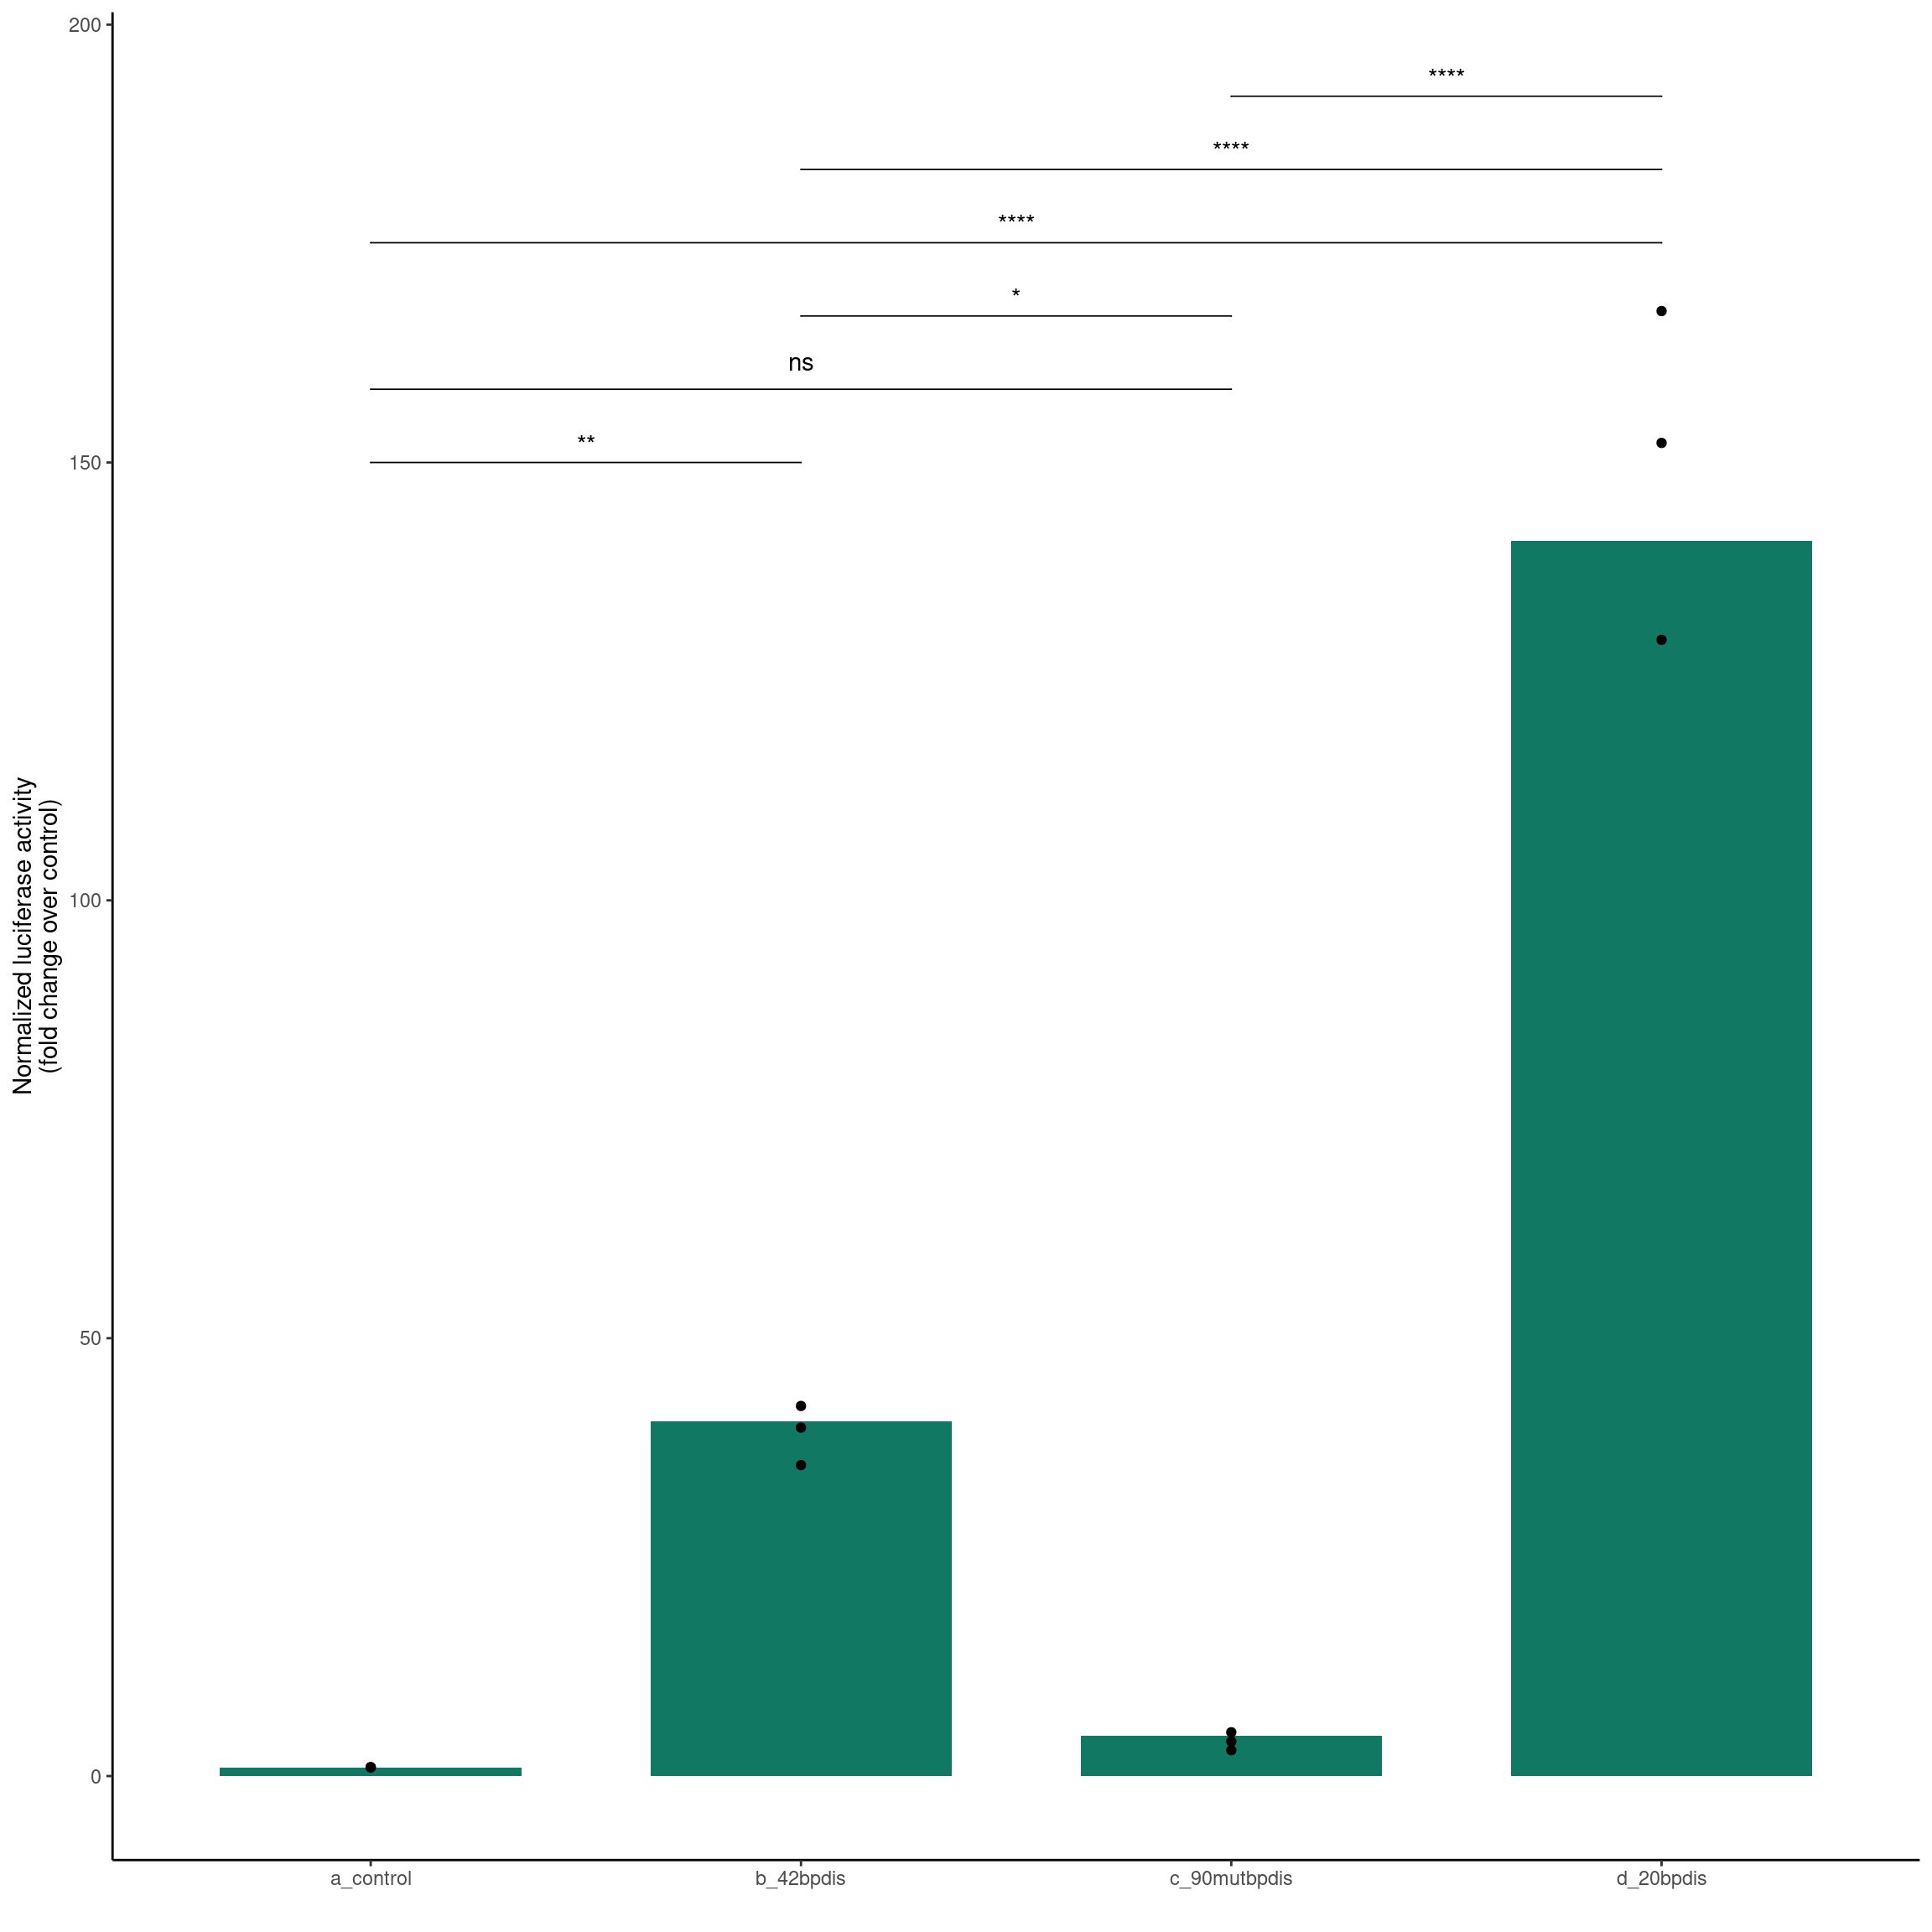 200
****
****
****
*
ns
**
150
100
50
0
Normalized luciferase activity
(fold change over control)
a_control
b_42bpdis
c_90mutbpdis
d_20bpdis